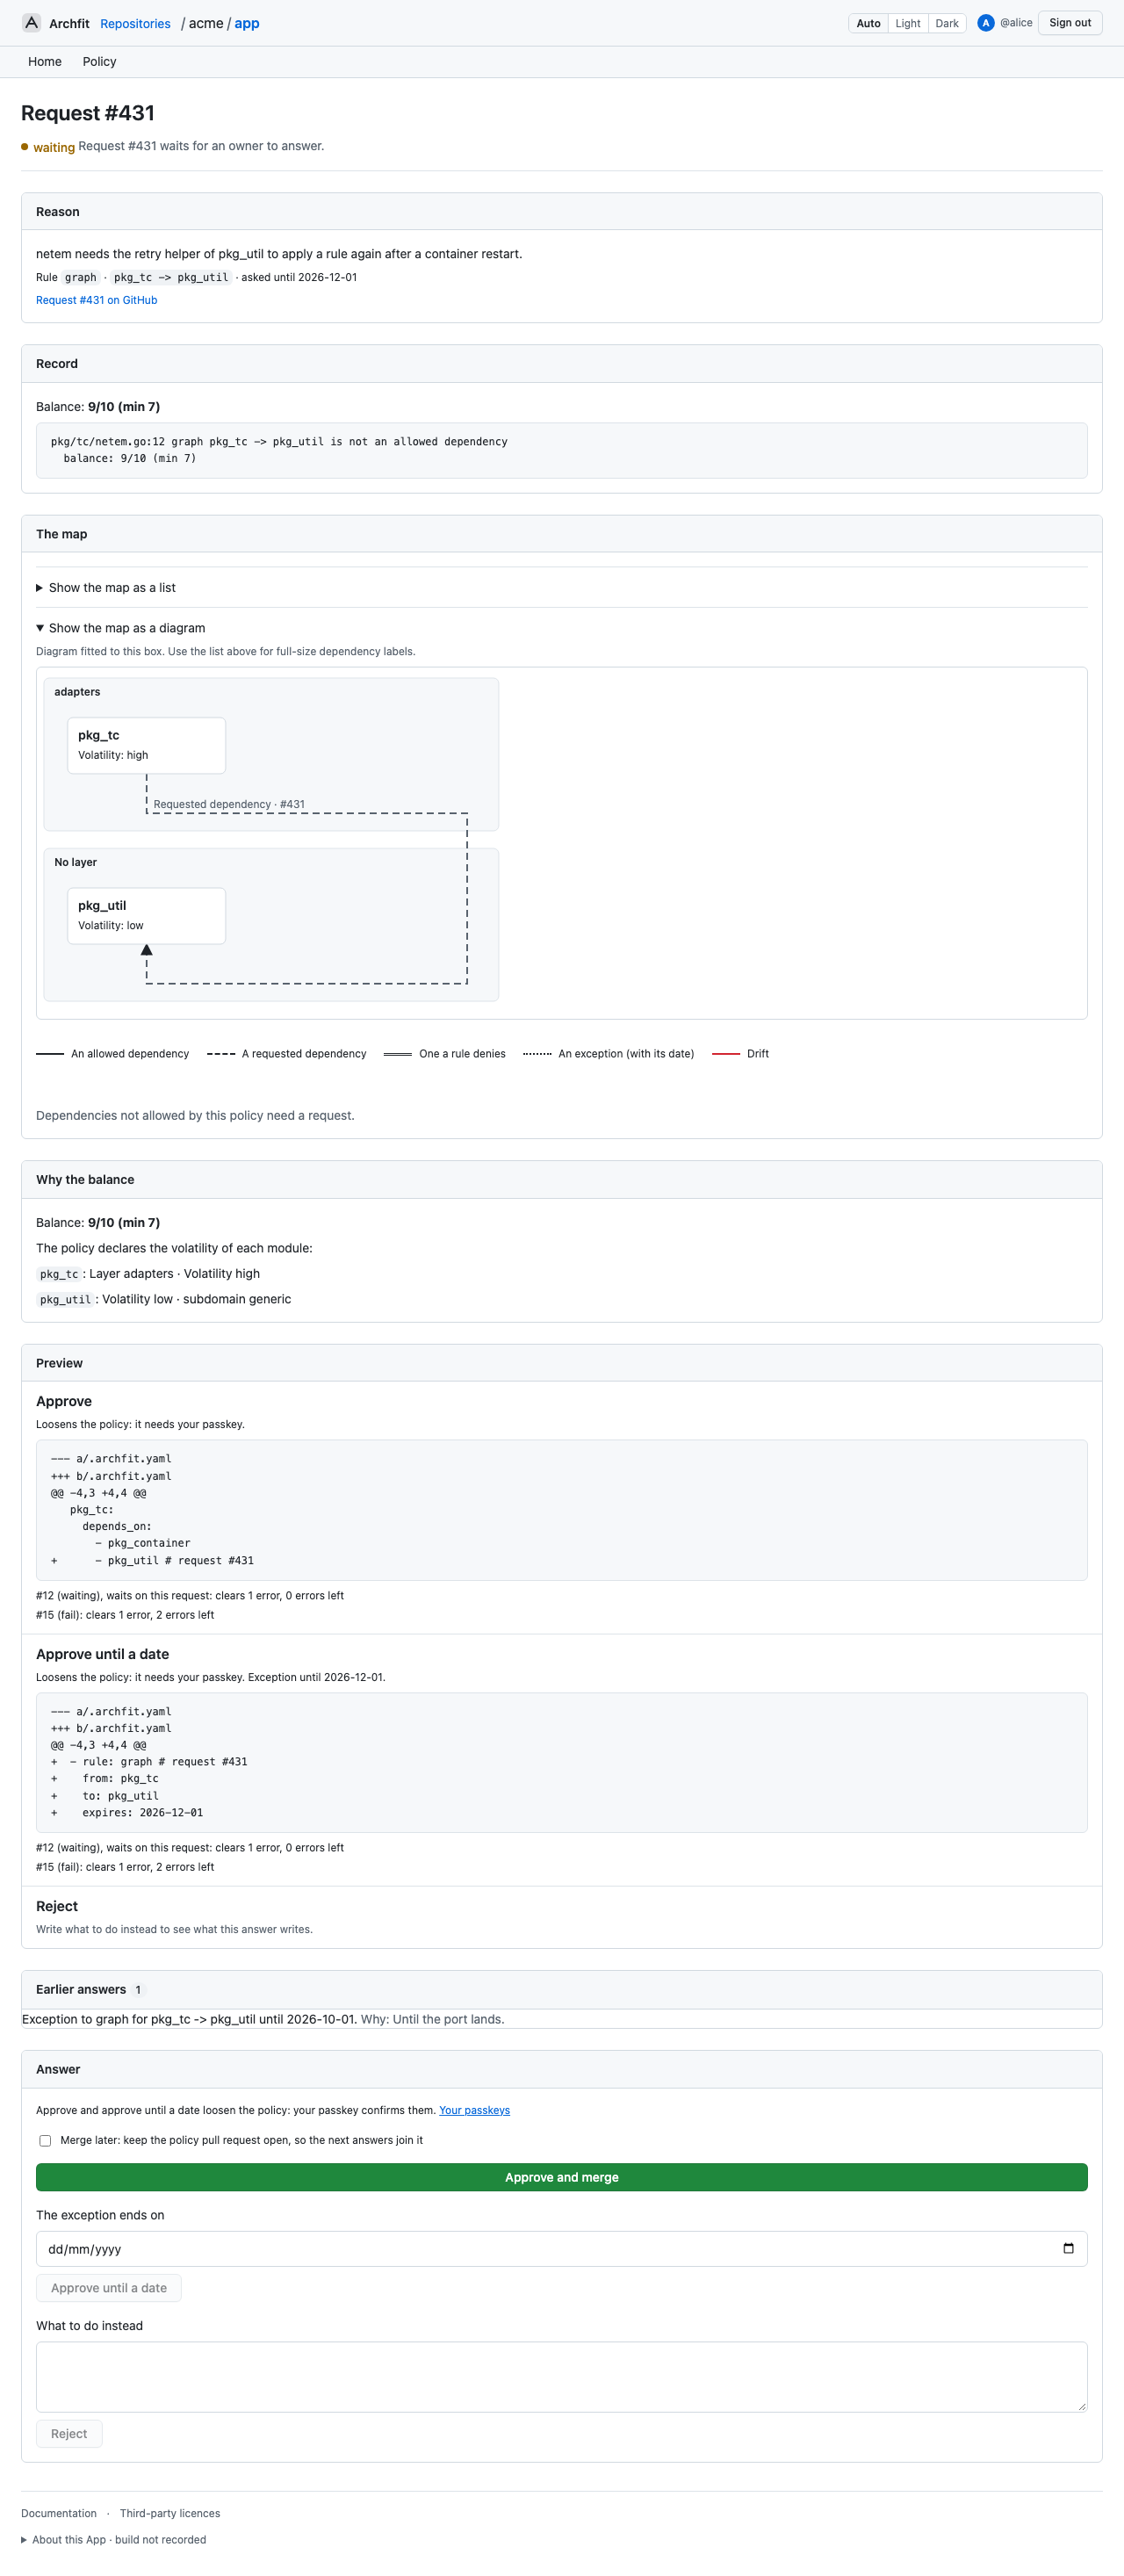 Archfit Repositories / acme / app Auto Light Dark A @alice Sign out
Home Policy
Request #431
waiting Request #431 waits for an owner to answer.
Reason
netem needs the retry helper of pkg_util to apply a rule again after a container restart.
Rule graph · pkg_tc -> pkg_util · asked until 2026-12-01
Request #431 on GitHub
Record
Balance: 9/10 (min 7)
pkg/tc/netem.go:12 graph pkg_tc -> pkg_util is not an allowed dependency
balance: 9/10 (min 7)
The map
Show the map as a list
Show the map as a diagram
Diagram fitted to this box. Use the list above for full-size dependency labels.
adapters
pkg_tc
Volatility: high
Requested dependency · #431
No layer
pkg_util
Volatility: low
An allowed dependency A requested dependency One a rule denies An exception (with its date) Drift
Dependencies not allowed by this policy need a request.
Why the balance
Balance: 9/10 (min 7)
The policy declares the volatility of each module:
pkg_tc: Layer adapters · Volatility high
pkg_util: Volatility low · subdomain generic
Preview
Approve
Loosens the policy: it needs your passkey.
--- a/.archfit.yaml
+++ b/.archfit.yaml
@@ -4,3 +4,4 @@
pkg_tc:
depends_on:
- pkg_container
+ - pkg_util # request #431
#12 (waiting), waits on this request: clears 1 error, 0 errors left
#15 (fail): clears 1 error, 2 errors left
Approve until a date
Loosens the policy: it needs your passkey. Exception until 2026-12-01.
--- a/.archfit.yaml
+++ b/.archfit.yaml
@@ -4,3 +4,4 @@
+ - rule: graph # request #431
+ from: pkg_tc
+ to: pkg_util
+ expires: 2026-12-01
#12 (waiting), waits on this request: clears 1 error, 0 errors left
#15 (fail): clears 1 error, 2 errors left
Reject
Write what to do instead to see what this answer writes.
Earlier answers 1
Exception to graph for pkg_tc -> pkg_util until 2026-10-01. Why: Until the port lands.
Answer
Approve and approve until a date loosen the policy: your passkey confirms them. Your passkeys
Merge later: keep the policy pull request open, so the next answers join it
Approve and merge
The exception ends on
dd/mm/yyyy
Approve until a date
What to do instead
Reject
Documentation · Third-party licences
About this App · build not recorded